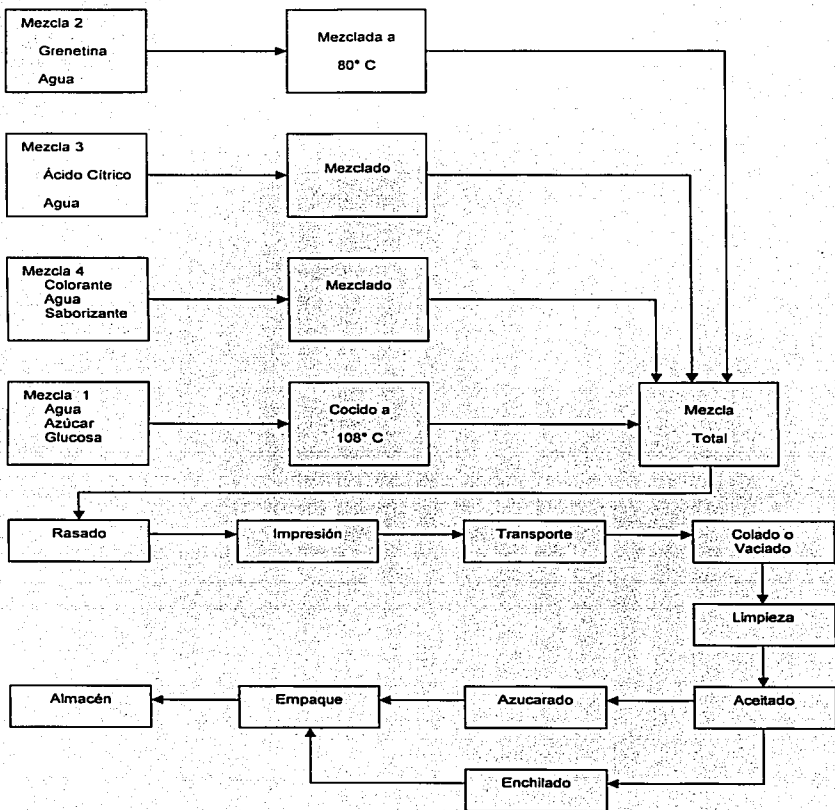 Mezcla 2
Grenetina
Agua
Mezclada a
80° C
Mezcla 3
Ácido Cítrico
Agua
Mezclado
Mezcla 4
Colorante
Agua
Saborizante
Mezclado
Mezcla 1
Agua
Azúcar
Glucosa
Cocido a
108° C
Mezcla
Total
Rasado
Impresión
Transporte
Colado o
Vaciado
Limpieza
Almacén
Empaque
Azucarado
Aceitado
Enchilado